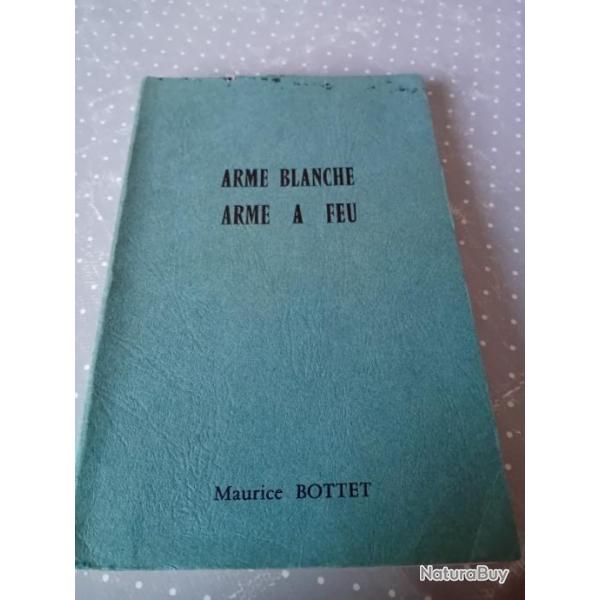 ARME BLANCHE
ARME A FEU
Maurice BOTTET
NaturaBuy